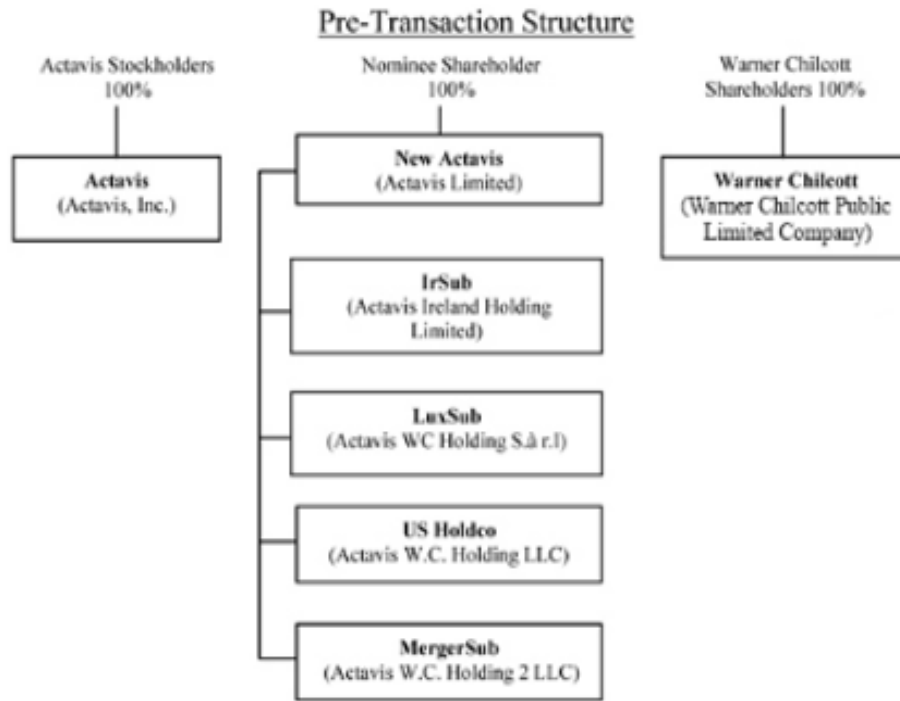 Pre-Transaction Structure
Actavis Stockholders
100%
Nominee Shareholder
100%
Warner Chilcott
Shareholders 100%
Actavis
(Actavis, Inc.)
New Actavis
(Actavis Limited)
Warner Chilcott
(Warner Chilcott Public
Limited Company)
IrSub
(Actavis Ireland Holding
Limited)
LuxSub
(Actavis WC Holding S.à r.l)
US Holdco
(Actavis W.C. Holding LLC)
MergerSub
(Actavis W.C. Holding 2 LLC)